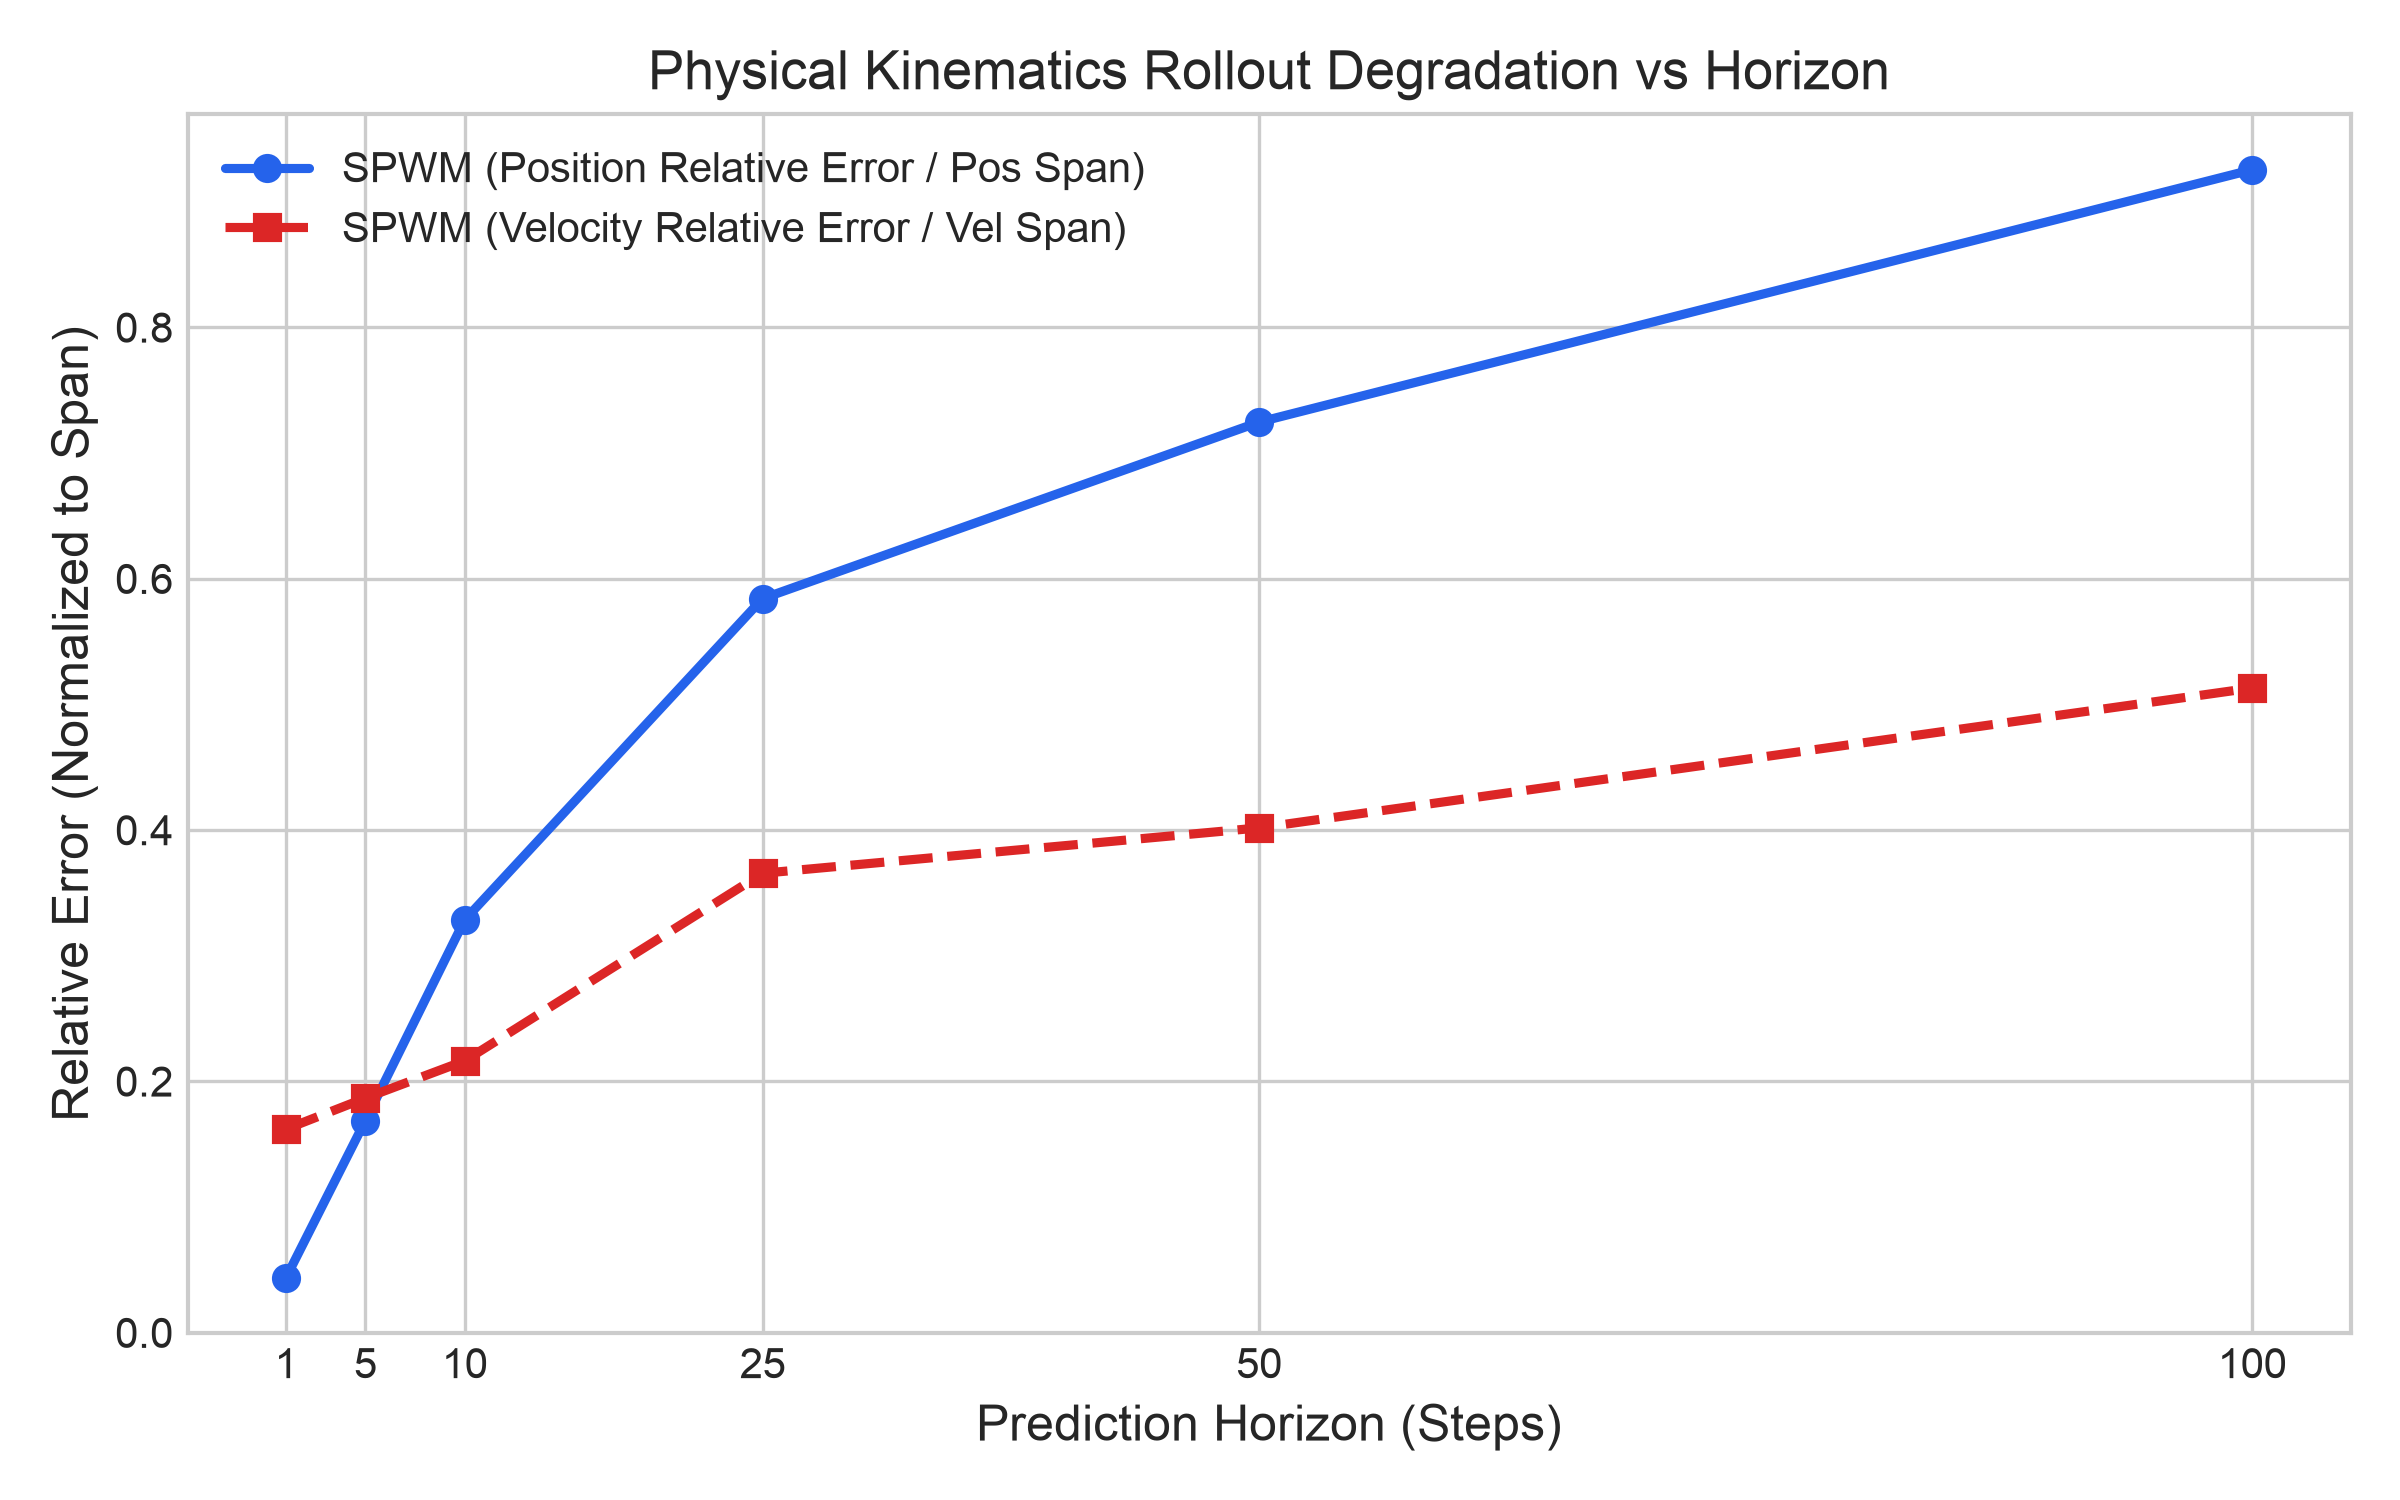 Physical Kinematics Rollout Degradation vs Horizon
SPWM (Position Relative Error / Pos Span)
SPWM (Velocity Relative Error / Vel Span)
Relative Error (Normalized to Span)
0.8
0.6
0.4
0.2
0.0
1 5 10 25 50 100
Prediction Horizon (Steps)